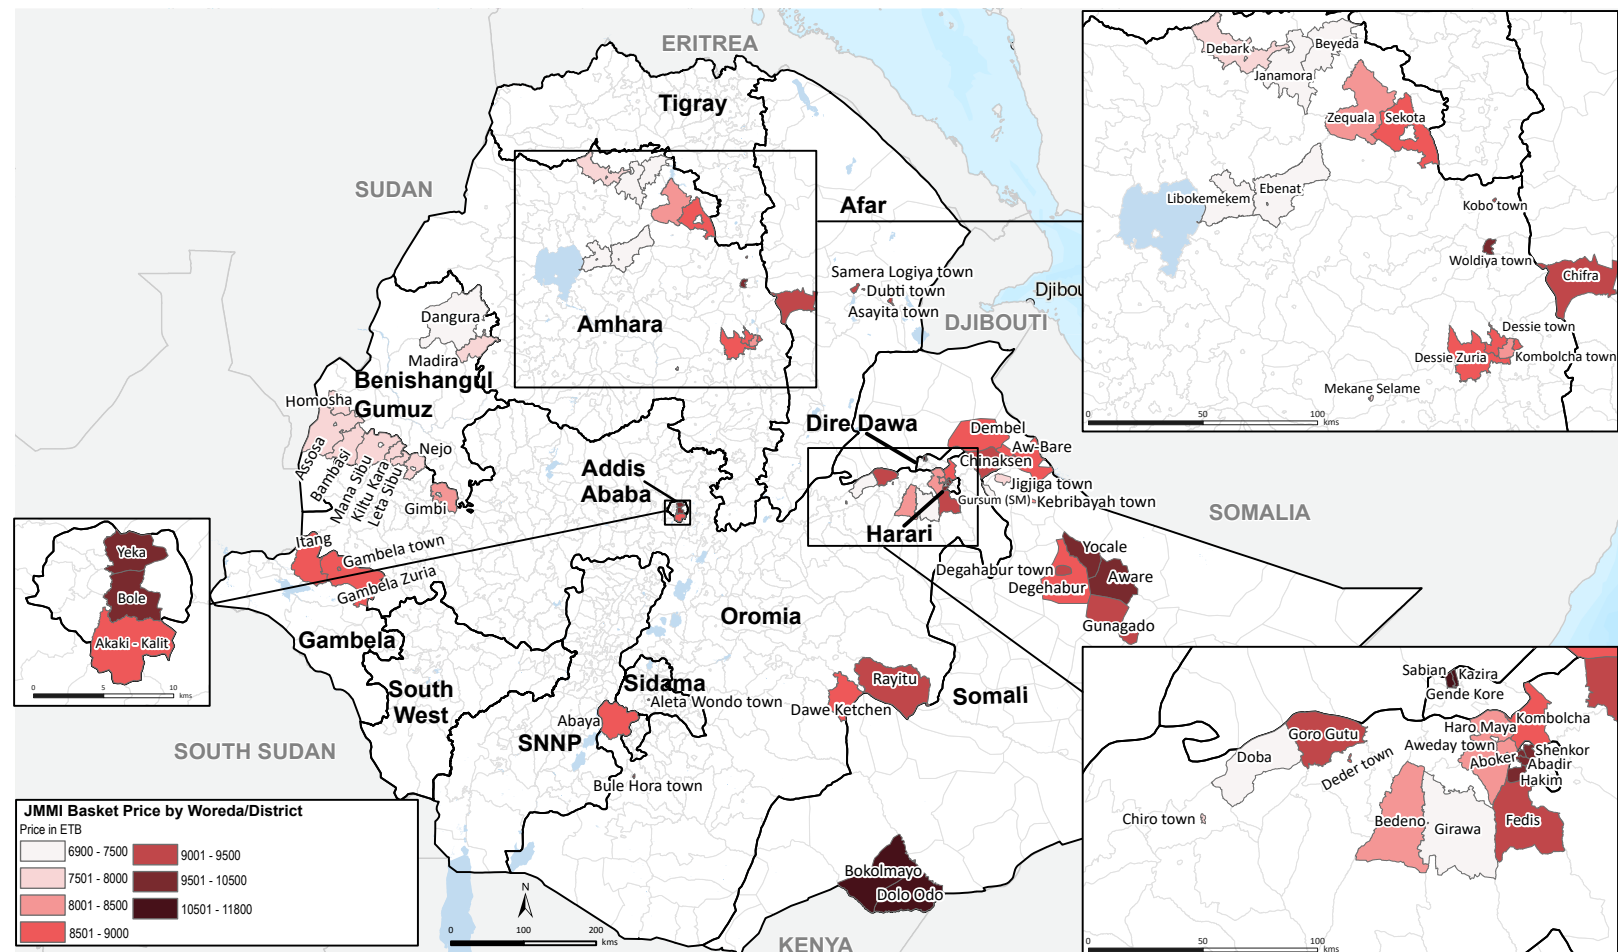 ERITREA
Tigray
SUDAN
Afar
Samera Logiya town
Dubti town
Asayita town
Djibou
DJIBOUTI
Amhara
Dangura
Madira
Benishangul
Gumuz
Homosha
Assosa
Bambasi
Mana Sibu
Kiltu Kara
Leta Sibu
Nejo
Gimbi
Addis
Ababa
Dire Dawa
Dembel
Aw-Bare
Chinaksen
Jigjiga town
Gursum (SM)
Kebribayah town
Harari
SOMALIA
Itang
Gambela town
Gambela Zuria
Gambela
Yocale
Degahabur town
Aware
Degehabur
Gunagado
Oromia
South
West
Sidama
Aleta Wondo town
Abaya
SNNP
Rayitu
Dawe Ketchen
Somali
SOUTH SUDAN
Bule Hora town
Bokolmayo
Dolo Odo
KENYA
N
0 100 200
kms
Debark
Beyeda
Janamora
Zequala
Sekota
Ebenat
Libokemekem
Kobo town
Woldiya town
Chifra
Dessie town
Dessie Zuria
Kombolcha town
Mekane Selame
0 50 100
kms
Yeka
Bole
Akaki - Kalit
0 5 10
kms
Sabian
Kazira
Gende Kore
Kombolcha
Haro Maya
Goro Gutu
Aweday town
Doba
Shenkor
Aboker
Abadir
Deder town
Hakim
Chiro town
Bedeno
Girawa
Fedis
0 50 100
kms
JMMI Basket Price by Woreda/District
Price in ETB
6900 - 7500
7501 - 8000
8001 - 8500
8501 - 9000
9001 - 9500
9501 - 10500
10501 - 11800